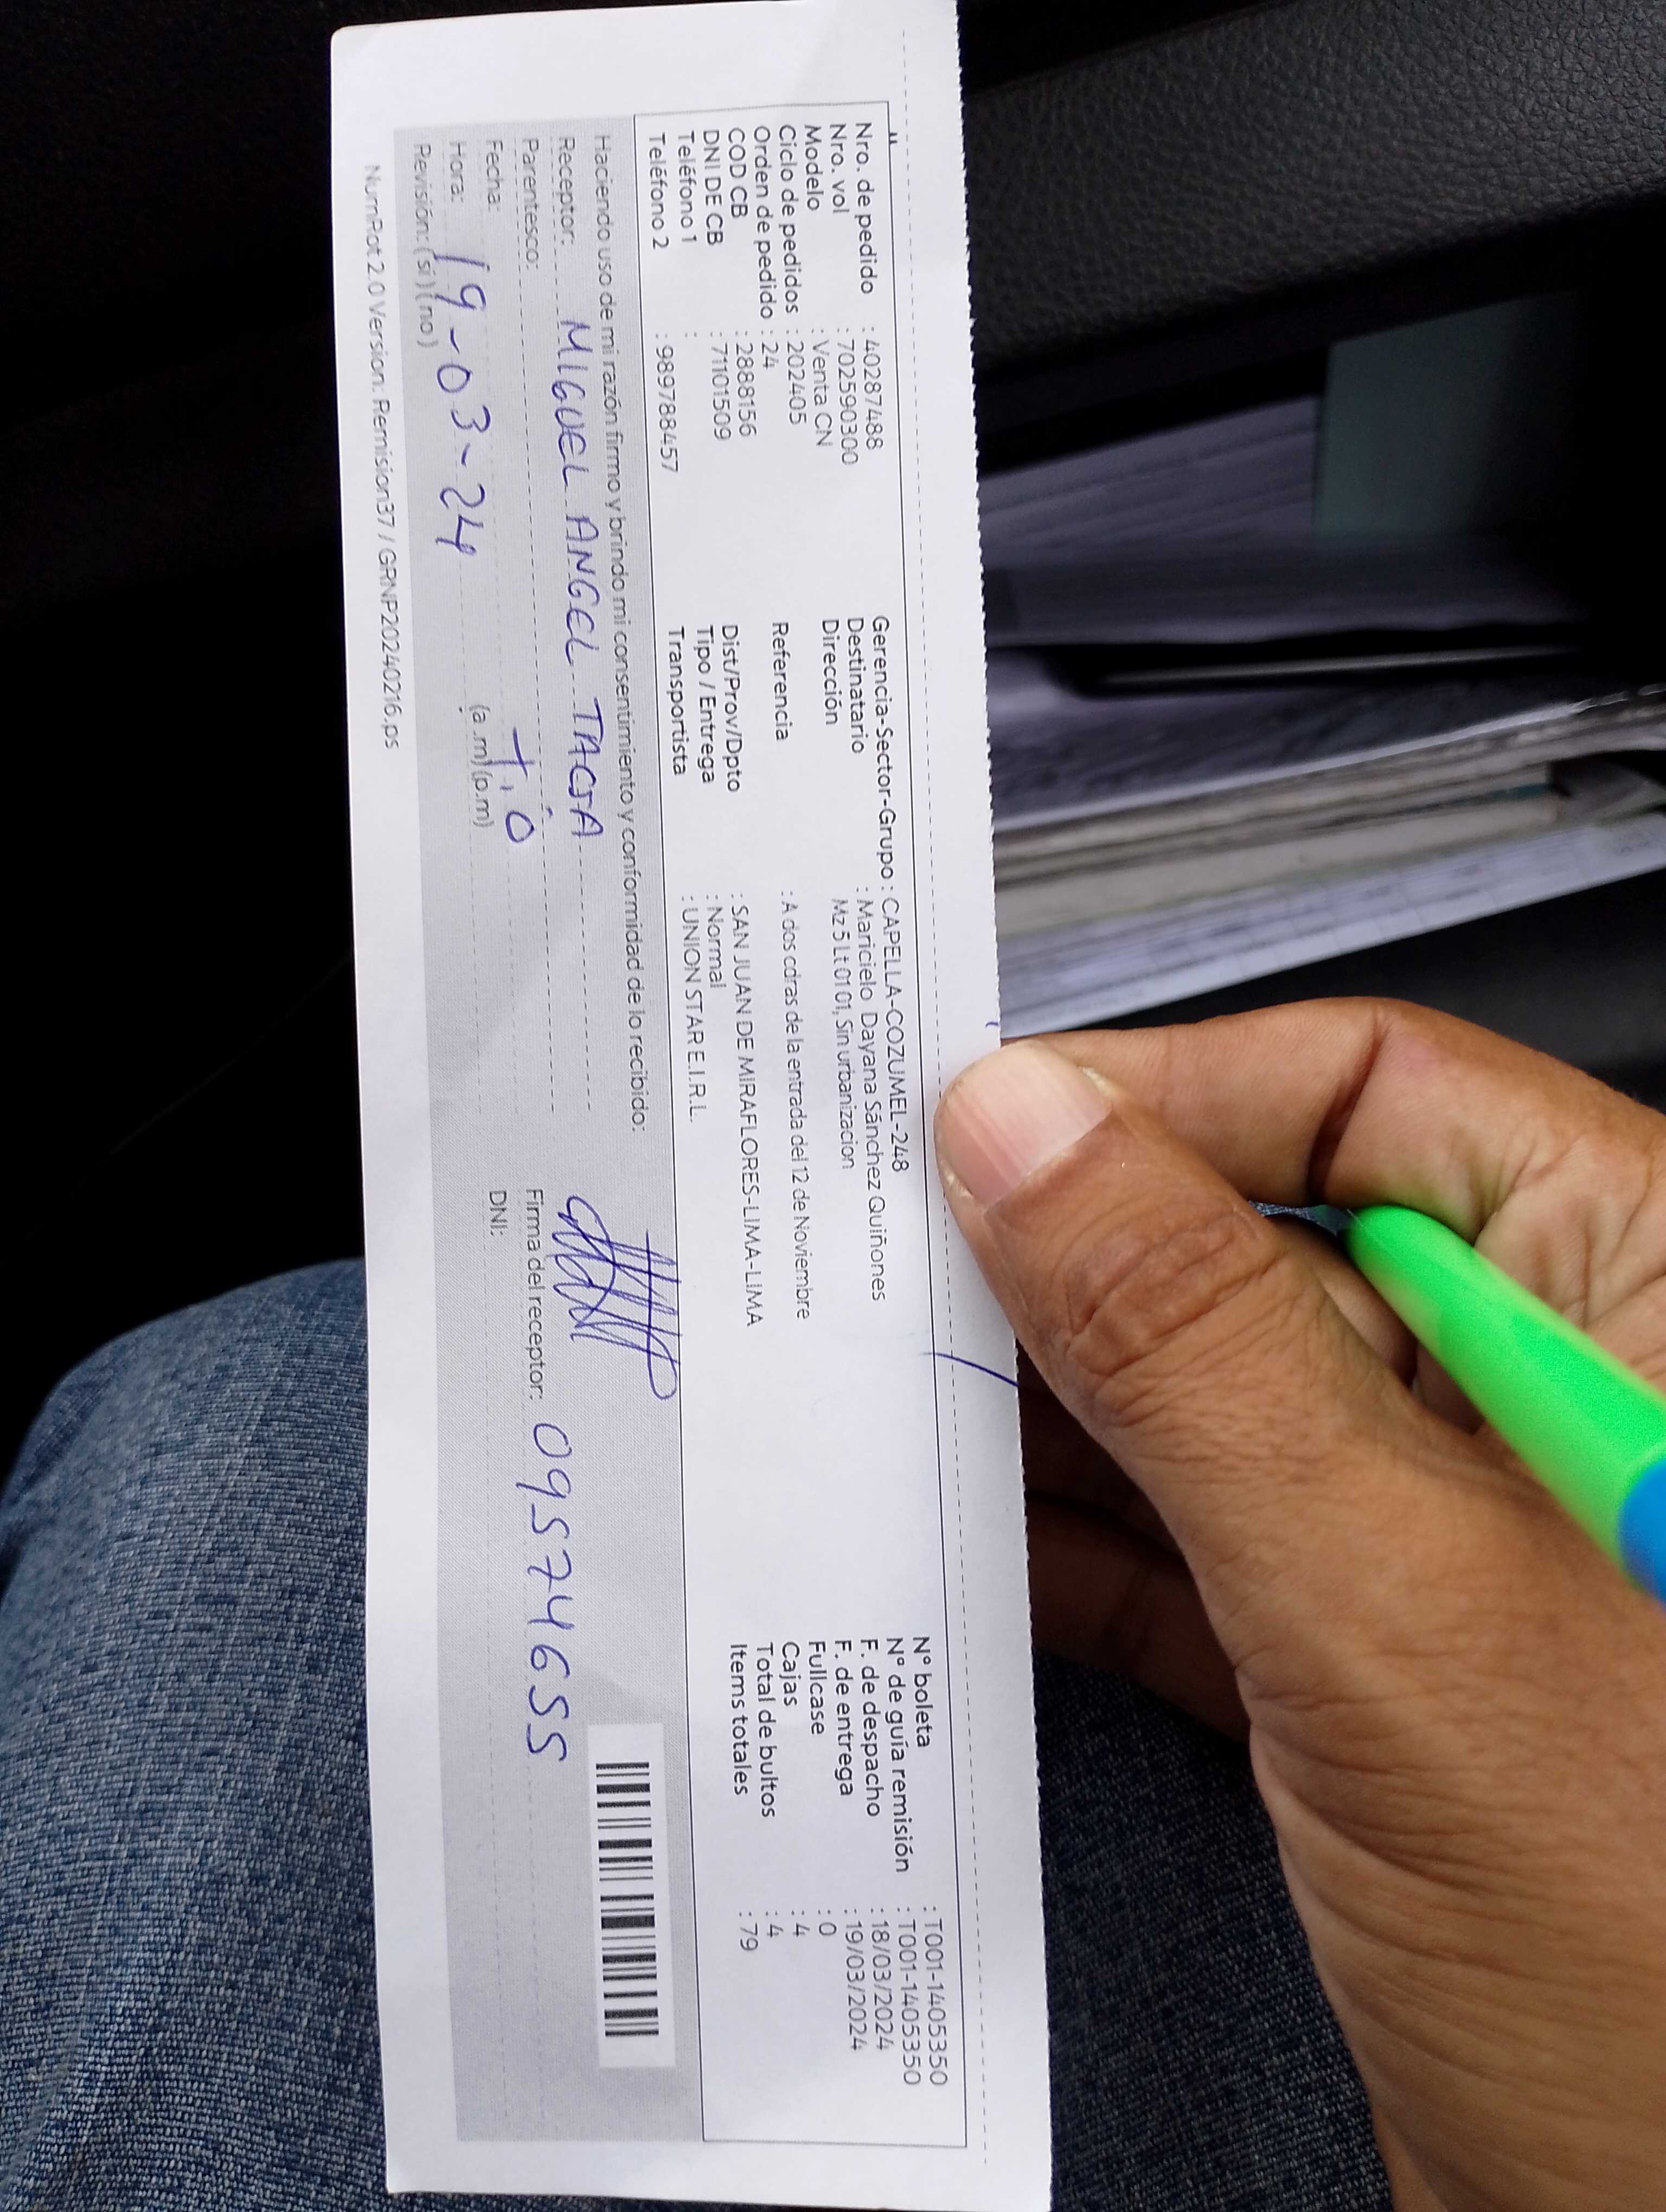 Nro. de pedido : 40287488
Nro. vol : 702590300
Modelo : Venta CN
Ciclo de pedidos : 202405
Orden de pedido : 24
COD CB : 2888156
DNI DE CB : 71101509
Teléfono 1 :
Teléfono 2 : 989788457
Gerencia-Sector-Grupo : CAPELLA-COZUMEL-248
Destinatario : Maricielo Dayana Sánchez Quiñones
Dirección Mz 5 Lt 01 01, Sin urbanizacion
Referencia : A dos cdras de la entrada del 12 de Noviembre
Dist/Prov/Dpto : SAN JUAN DE MIRAFLORES-LIMA-LIMA
Tipo / Entrega : Normal
Transportista : UNION STAR E.I.R.L.
N° boleta : T001-1405350
N° de guía remisión : T001-1405350
F. de despacho : 18/03/2024
F. de entrega : 19/03/2024
Fullcase : 0
Cajas : 4
Total de bultos : 4
Items totales : 79
Haciendo uso de mi razón firmo y brindo mi consentimiento y conformidad de lo recibido:
Receptor: MIGUEL ANGEL
Parentesco:
Fecha: 19-03-24
Hora: (a.m) (p.m)
Revisión: (si) (no)
Firma del receptor: 09574655
DNI:
NumRot 2.0 Version: Remision37 / GRNP20240216.ps